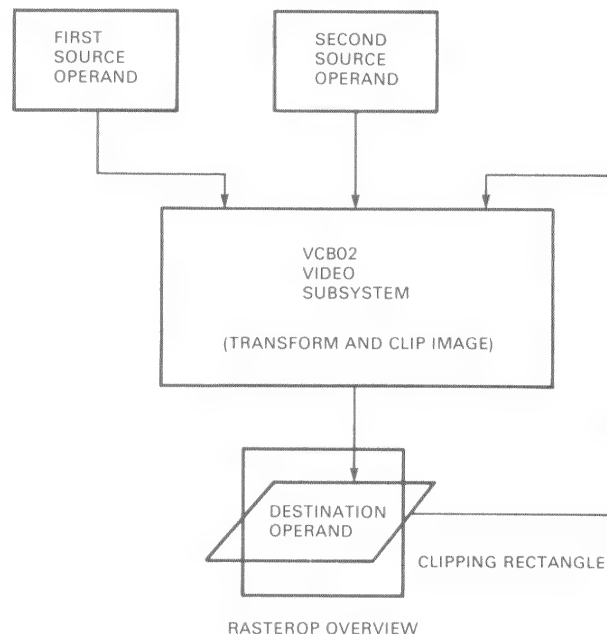 FIRST
SOURCE
OPERAND
SECOND
SOURCE
OPERAND
VCB02
VIDEO
SUBSYSTEM
(TRANSFORM AND CLIP IMAGE)
DESTINATION
OPERAND
CLIPPING RECTANGLE
RASTEROP OVERVIEW